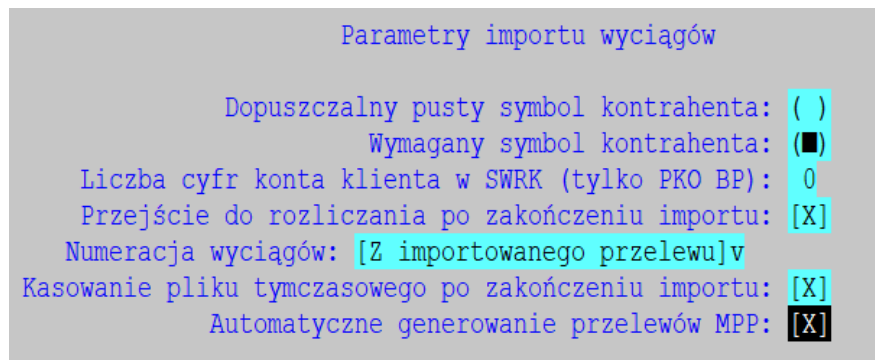 Parametry importu wyciągów
Dopuszczalny pusty symbol kontrahenta: ( )
Wymagany symbol kontrahenta: (■)
Liczba cyfr konta klienta w SWRK (tylko PKO BP): 0
Przejście do rozliczania po zakończeniu importu: [X]
Numeracja wyciągów: [Z importowanego przelewu]v
Kasowanie pliku tymczasowego po zakończeniu importu: [X]
Automatyczne generowanie przelewów MPP: [X]